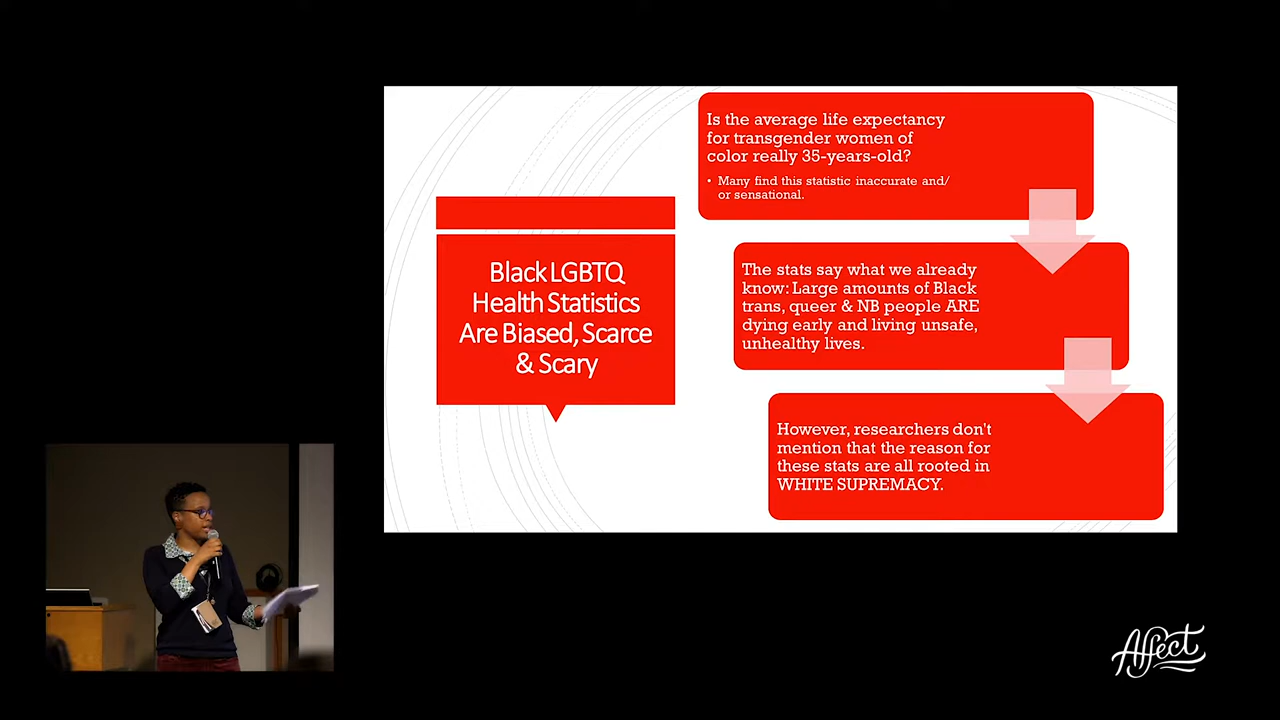 Black LGBTQ
Health Statistics
Are Biased, Scarce
& Scary
Is the average life expectancy
for transgender women of
color really 35-years-old?
• Many find this statistic inaccurate and/
or sensational.
The stats say what we already
know: Large amounts of Black
trans, queer & NB people ARE
dying early and living unsafe,
unhealthy lives.
However, researchers don't
mention that the reason for
these stats are all rooted in
WHITE SUPREMACY.
Affect